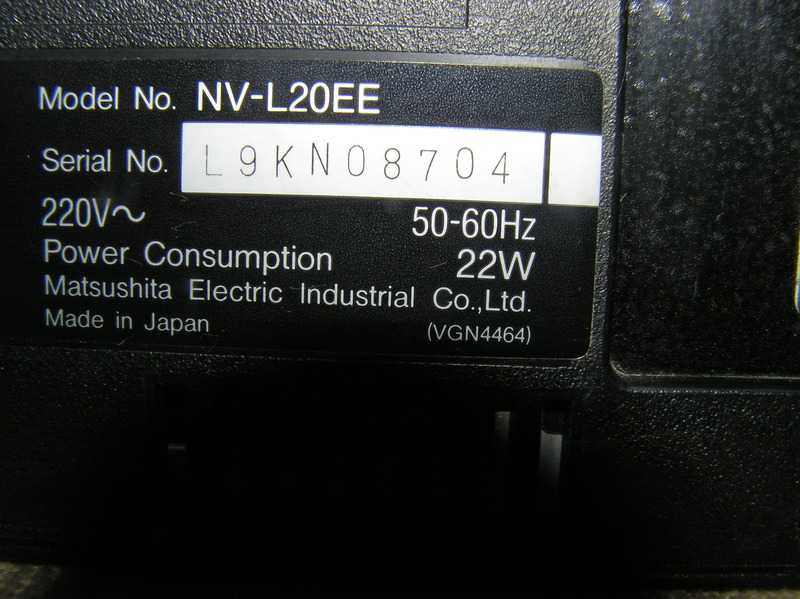 Model No. NV-L20EE
Serial No. L9KN08704
220V~ 50-60Hz
Power Consumption 22W
Matsushita Electric Industrial Co.,Ltd.
Made in Japan (VGN4464)